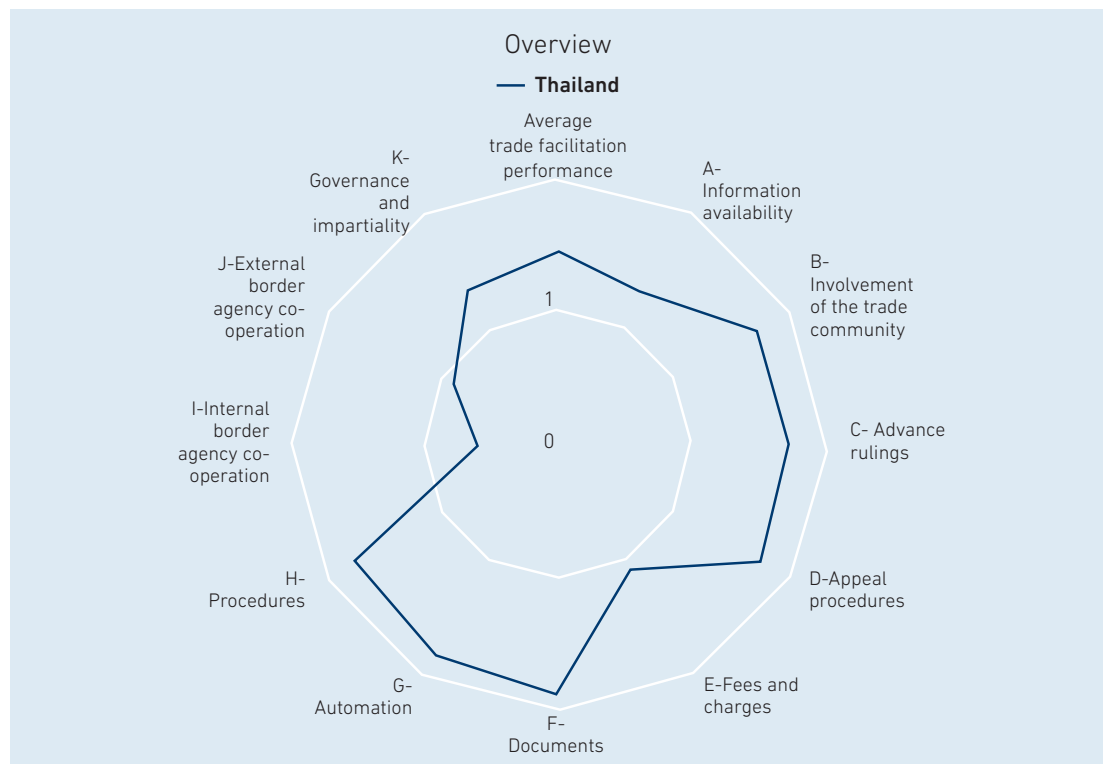 Overview
Thailand
Average
trade facilitation
performance
A-
Information
availability
B-
Involvement
of the trade
community
C- Advance
rulings
D-Appeal
procedures
E-Fees and
charges
F-
Documents
G-
Automation
H-
Procedures
I-Internal
border
agency co-
operation
J-External
border
agency co-
operation
K-
Governance
and
impartiality
1
0